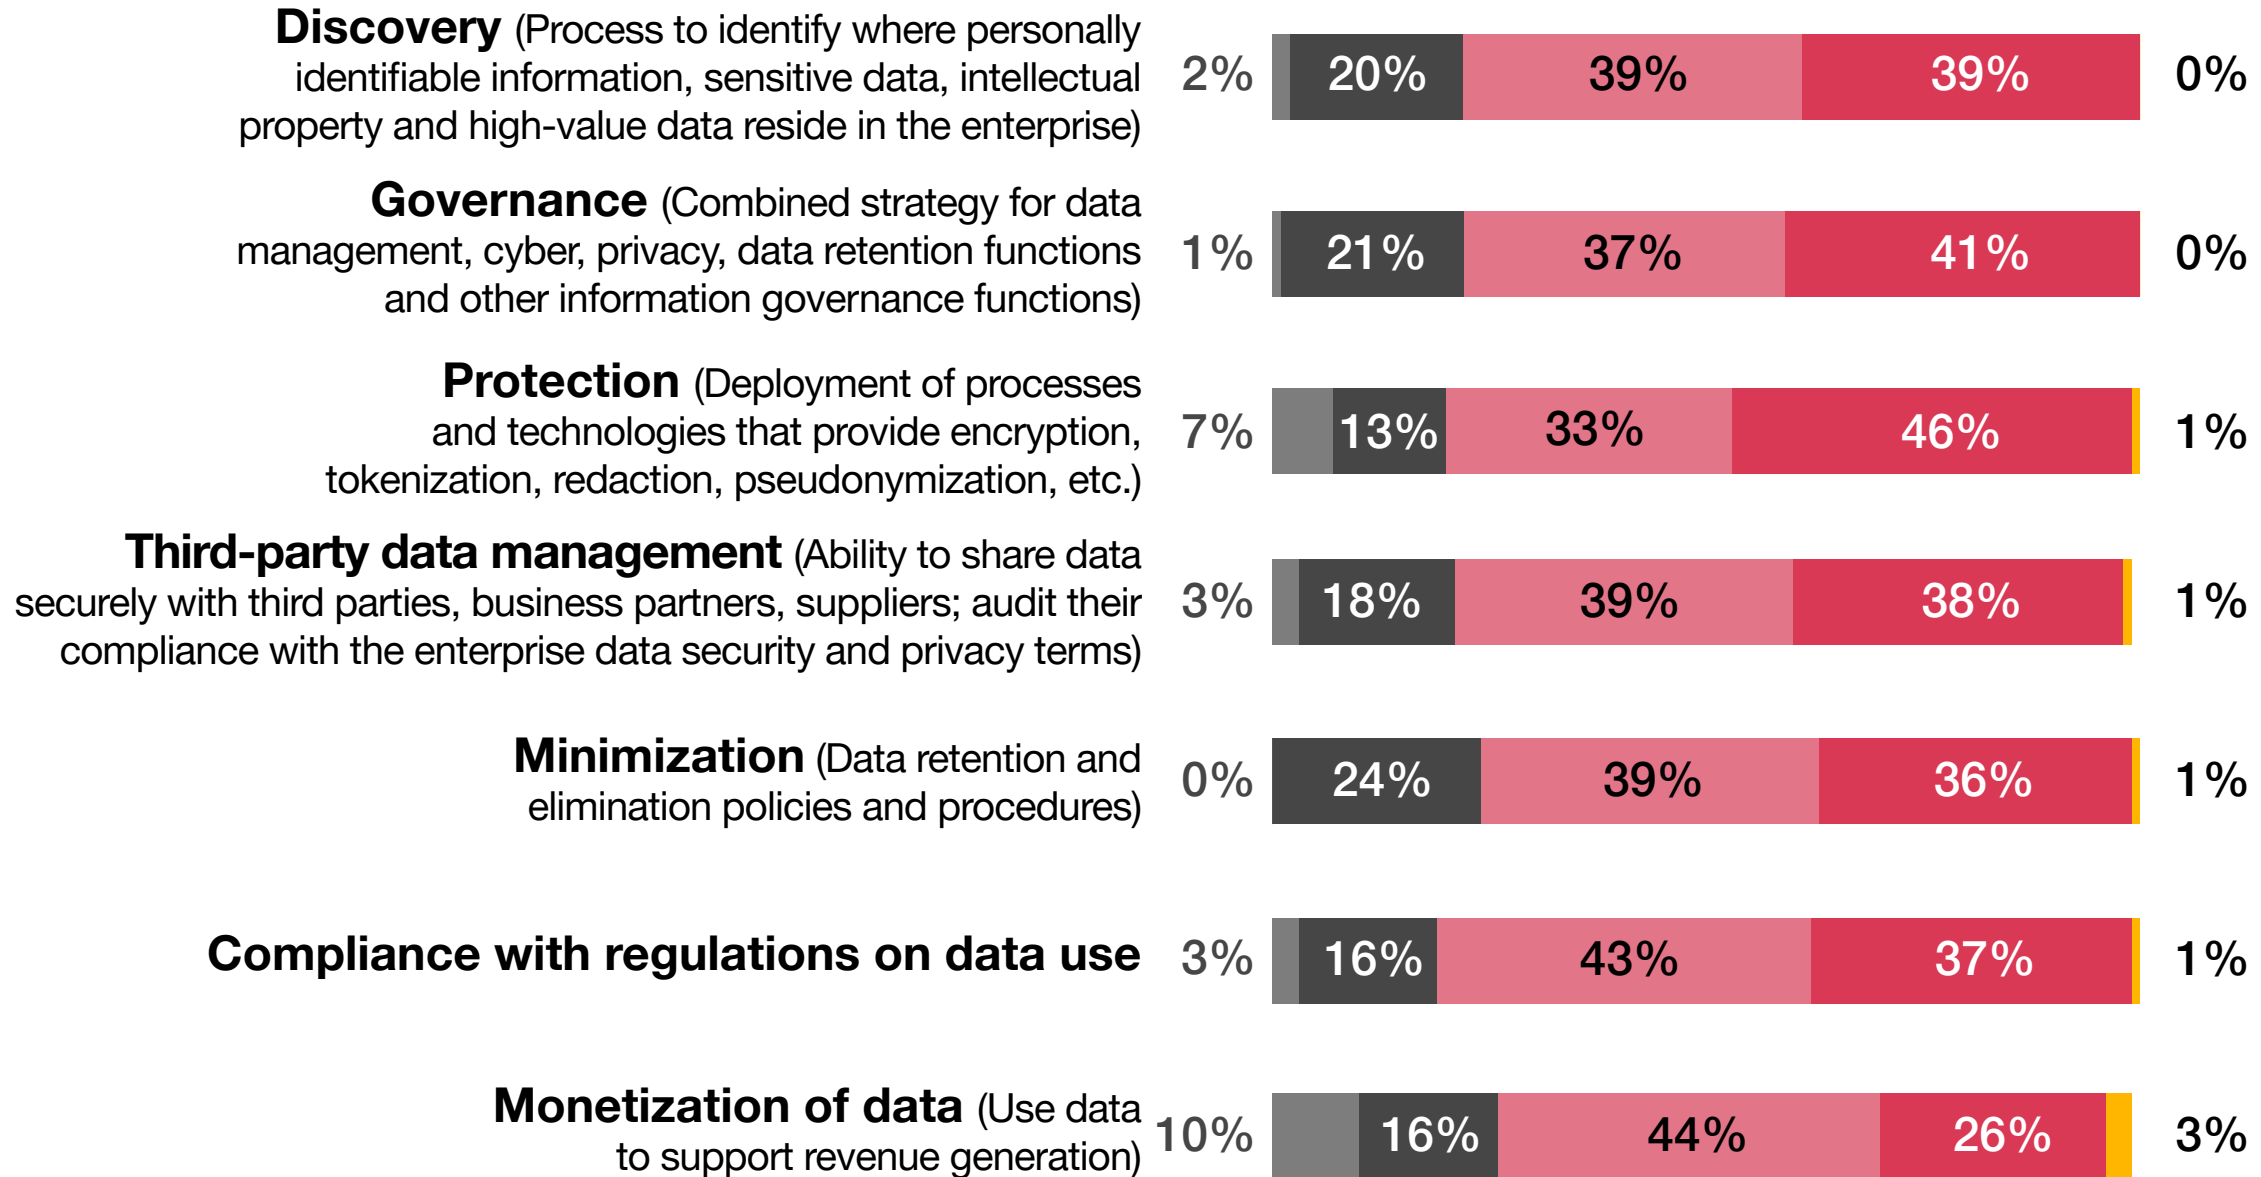 Discovery (Process to identify where personally
identifiable information, sensitive data, intellectual
property and high-value data reside in the enterprise)
2% 20% 39% 39% 0%
Governance (Combined strategy for data
management, cyber, privacy, data retention functions
and other information governance functions)
1% 21% 37% 41% 0%
Protection (Deployment of processes
and technologies that provide encryption,
tokenization, redaction, pseudonymization, etc.)
7% 13% 33% 46% 1%
Third-party data management (Ability to share data
securely with third parties, business partners, suppliers; audit their
compliance with the enterprise data security and privacy terms)
3% 18% 39% 38% 1%
Minimization (Data retention and
elimination policies and procedures)
0% 24% 39% 36% 1%
Compliance with regulations on data use
3% 16% 43% 37% 1%
Monetization of data (Use data
to support revenue generation)
10% 16% 44% 26% 3%